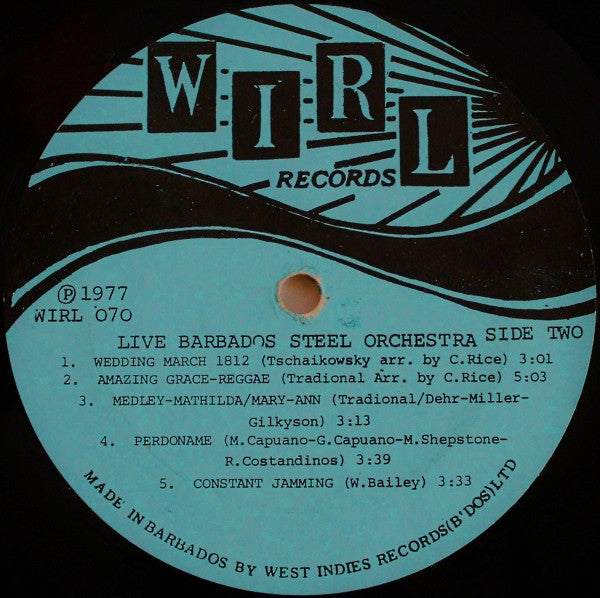 WIRL
RECORDS
℗ 1977
WIRL 070
LIVE BARBADOS STEEL ORCHESTRA SIDE TWO
1. WEDDING MARCH 1812 (Tschaikowsky arr. by C.Rice) 3:01
2. AMAZING GRACE-REGGAE (Tradional Arr. by C.Rice) 5:03
3. MEDLEY-MATHILDA/MARY-ANN (Tradional/Dehr-Miller-
Gilkyson) 3:13
4. PERDONAME (M.Capuano-G.Capuano-M.Shepstone-
R.Costandinos) 3:39
5. CONSTANT JAMMING (W.Bailey) 3:33
MADE IN BARBADOS BY WEST INDIES RECORDS(B'DOS)LTD